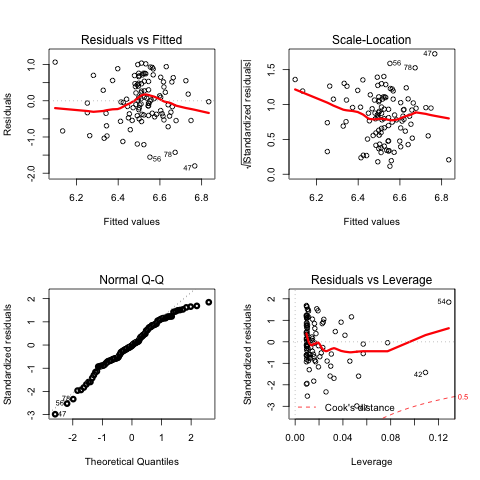 Residuals vs Fitted
Residuals
1.0
0.0
-1.0
-2.0
56
78
47
6.2 6.4 6.6 6.8
Fitted values
Scale-Location
√|Standardized residuals|
1.5
1.0
0.5
0.0
47
56
78
6.2 6.4 6.6 6.8
Fitted values
Normal Q-Q
Standardized residuals
2
1
0
-1
-2
-3
78
56
47
-2 -1 0 1 2
Theoretical Quantiles
Residuals vs Leverage
Standardized residuals
2
1
0
-1
-2
-3
54
42
0.5
Cook's distance
0.00 0.04 0.08 0.12
Leverage